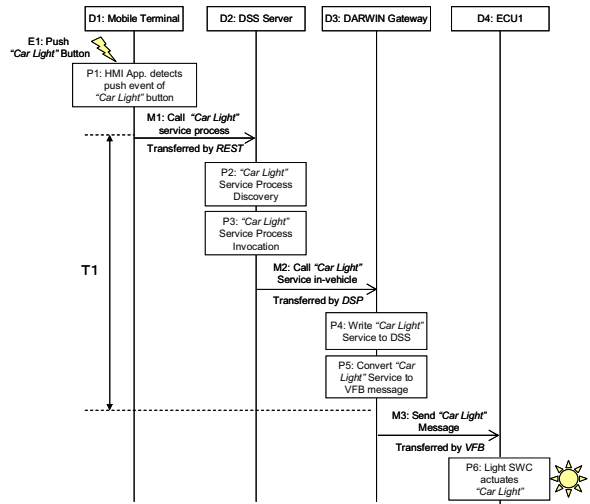 D1: Mobile Terminal
D2: DSS Server
D3: DARWIN Gateway
D4: ECU1
E1: Push
“Car Light” Button
P1: HMI App. detects
push event of
“Car Light” button
M1: Call “Car Light”
service process
Transferred by REST
P2: “Car Light”
Service Process
Discovery
P3: “Car Light”
Service Process
Invocation
T1
M2: Call “Car Light”
Service in-vehicle
Transferred by DSP
P4: Write “Car Light”
Service to DSS
P5: Convert “Car
Light” Service to
VFB message
M3: Send “Car Light”
Message
Transferred by VFB
P6: Light SWC
actuates
“Car Light”